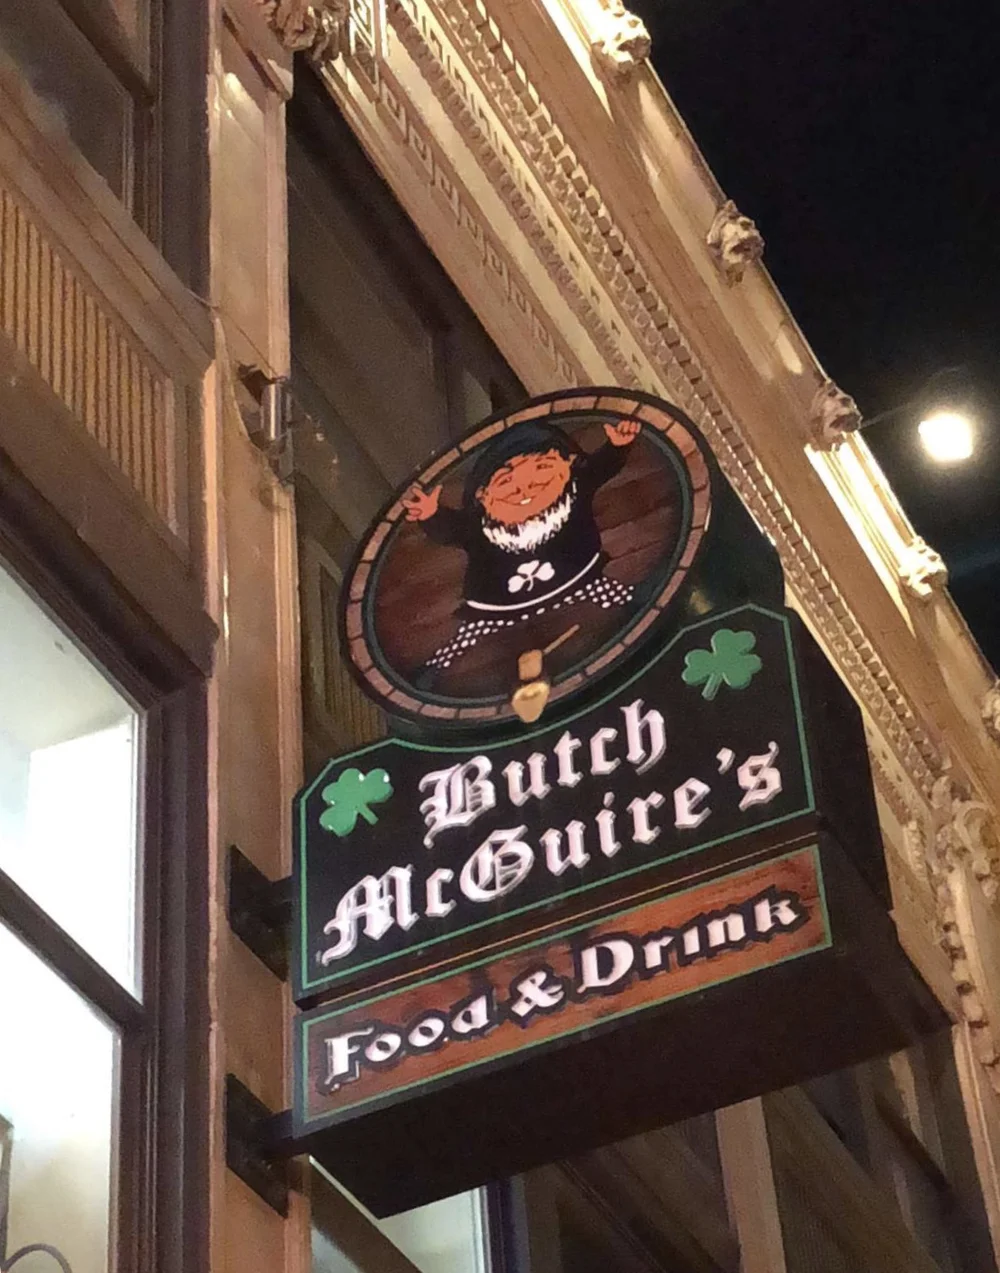 Butch
McGuire's
Food & Drink